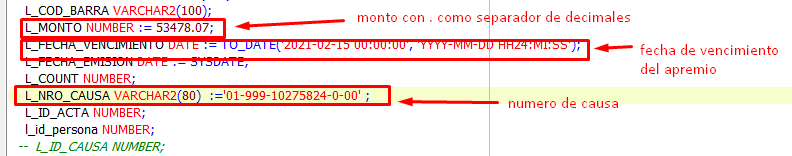 L_COD_BARRA VARCHAR2(100);
L_MONTO NUMBER := 53478.07;
monto con . como separador de decimales
L_FECHA_VENCIMIENTO DATE := TO_DATE('2021-02-15 00:00:00', 'YYYY-MM-DD HH24:MI:SS');
fecha de vencimiento
del apremio
L_FECHA_EMISION DATE := SYSDATE;
L_COUNT NUMBER;
L_NRO_CAUSA VARCHAR2(80) :='01-999-10275824-0-00' ;
numero de causa
L_ID_ACTA NUMBER;
l_id_persona NUMBER;
-- L_ID_CAUSA NUMBER;